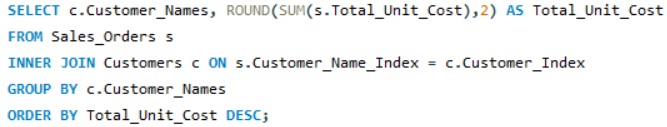 SELECT c.Customer_Names, ROUND(SUM(s.Total_Unit_Cost),2) AS Total_Unit_Cost
FROM Sales_Orders s
INNER JOIN Customers c ON s.Customer_Name_Index = c.Customer_Index
GROUP BY c.Customer_Names
ORDER BY Total_Unit_Cost DESC;